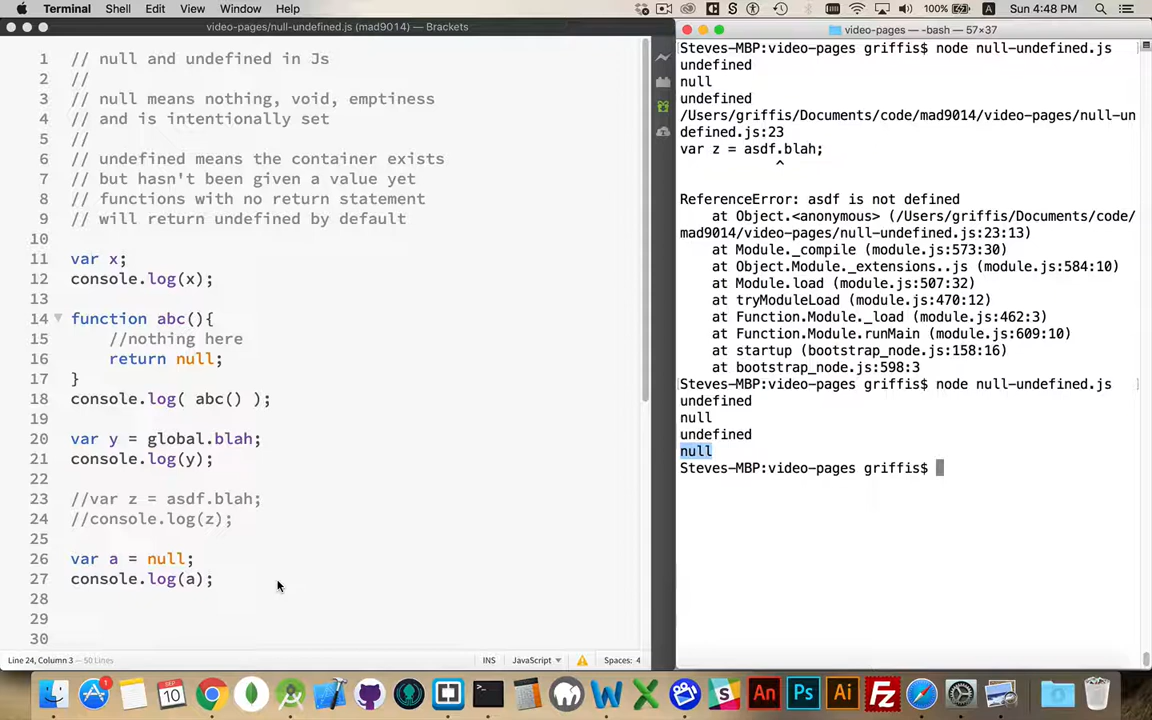 Terminal Shell Edit View Window Help 100% A Sun 4:48 PM
video-pages/null-undefined.js (mad9014) — Brackets
1 // null and undefined in Js
2 //
3 // null means nothing, void, emptiness
4 // and is intentionally set
5 //
6 // undefined means the container exists
7 // but hasn't been given a value yet
8 // functions with no return statement
9 // will return undefined by default
10
11 var x;
12 console.log(x);
13
14 function abc(){
15 //nothing here
16 return null;
17 }
18 console.log( abc() );
19
20 var y = global.blah;
21 console.log(y);
22
23 //var z = asdf.blah;
24 //console.log(z);
25
26 var a = null;
27 console.log(a);
28
29
30
Line 24, Column 3 — 50 Lines INS JavaScript Spaces: 4
video-pages — -bash — 57×37
Steves-MBP:video-pages griffis$ node null-undefined.js
undefined
null
undefined
/Users/griffis/Documents/code/mad9014/video-pages/null-un
defined.js:23
var z = asdf.blah;
^
ReferenceError: asdf is not defined
at Object.<anonymous> (/Users/griffis/Documents/code/
mad9014/video-pages/null-undefined.js:23:13)
at Module._compile (module.js:573:30)
at Object.Module._extensions..js (module.js:584:10)
at Module.load (module.js:507:32)
at tryModuleLoad (module.js:470:12)
at Function.Module._load (module.js:462:3)
at Function.Module.runMain (module.js:609:10)
at startup (bootstrap_node.js:158:16)
at bootstrap_node.js:598:3
Steves-MBP:video-pages griffis$ node null-undefined.js
undefined
null
undefined
null
Steves-MBP:video-pages griffis$
1 SEP 10 W X S An Ps Ai Fz